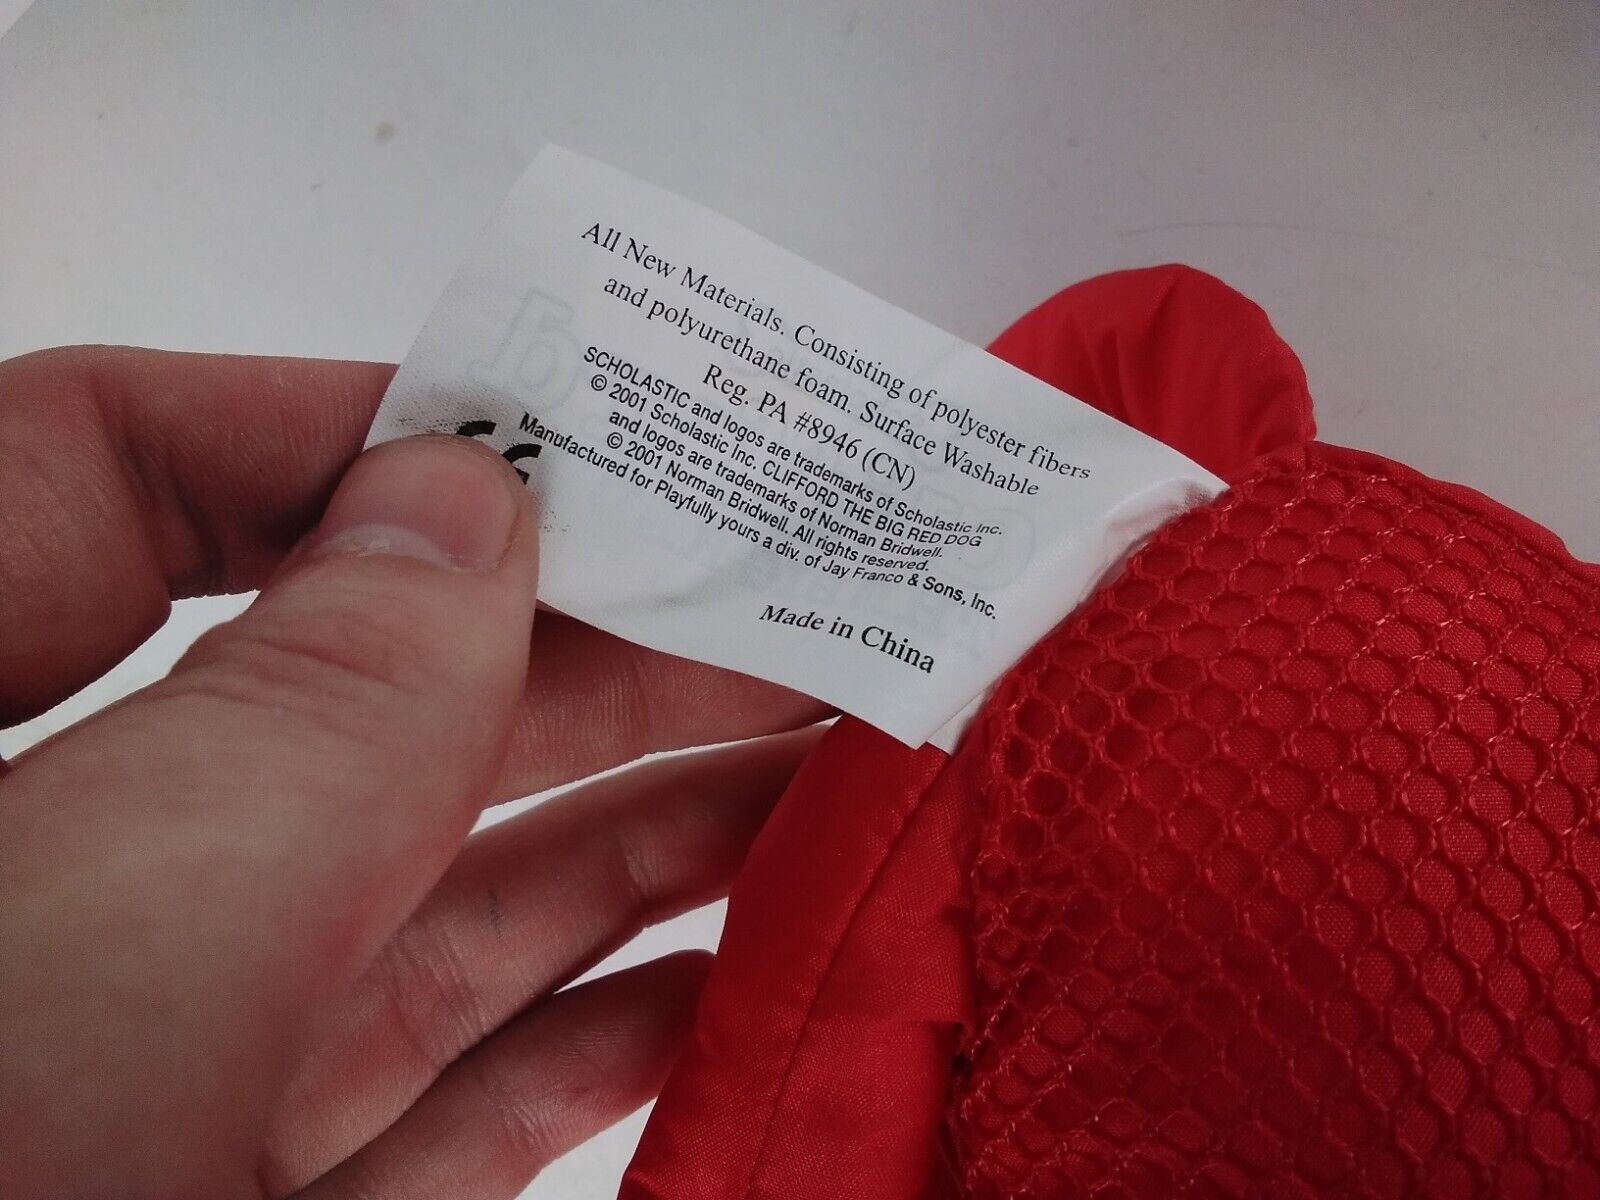 All New Materials. Consisting of polyester fibers
and polyurethane foam. Surface Washable
Reg. PA #8946 (CN)
SCHOLASTIC and logos are trademarks of Scholastic Inc.
© 2001 Scholastic Inc. CLIFFORD THE BIG RED DOG
and logos are trademarks of Norman Bridwell.
© 2001 Norman Bridwell. All rights reserved.
Manufactured for Playfully yours a div. of Jay Franco & Sons, Inc.
Made in China